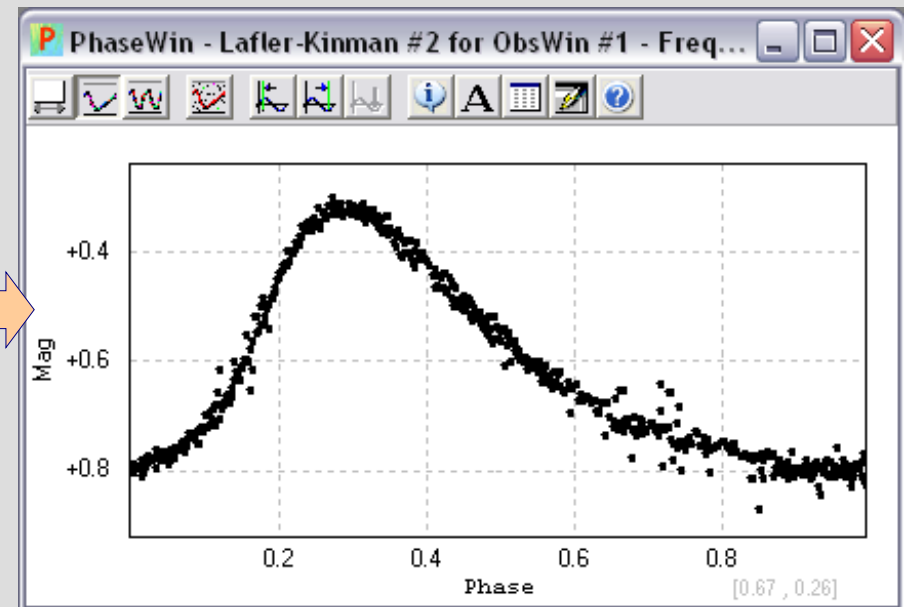 P PhaseWin - Lafler-Kinman #2 for ObsWin #1 - Freq...
A
+0.4
+0.6
+0.8
Mag
0.2 0.4 0.6 0.8
Phase
[0.67 , 0.26]